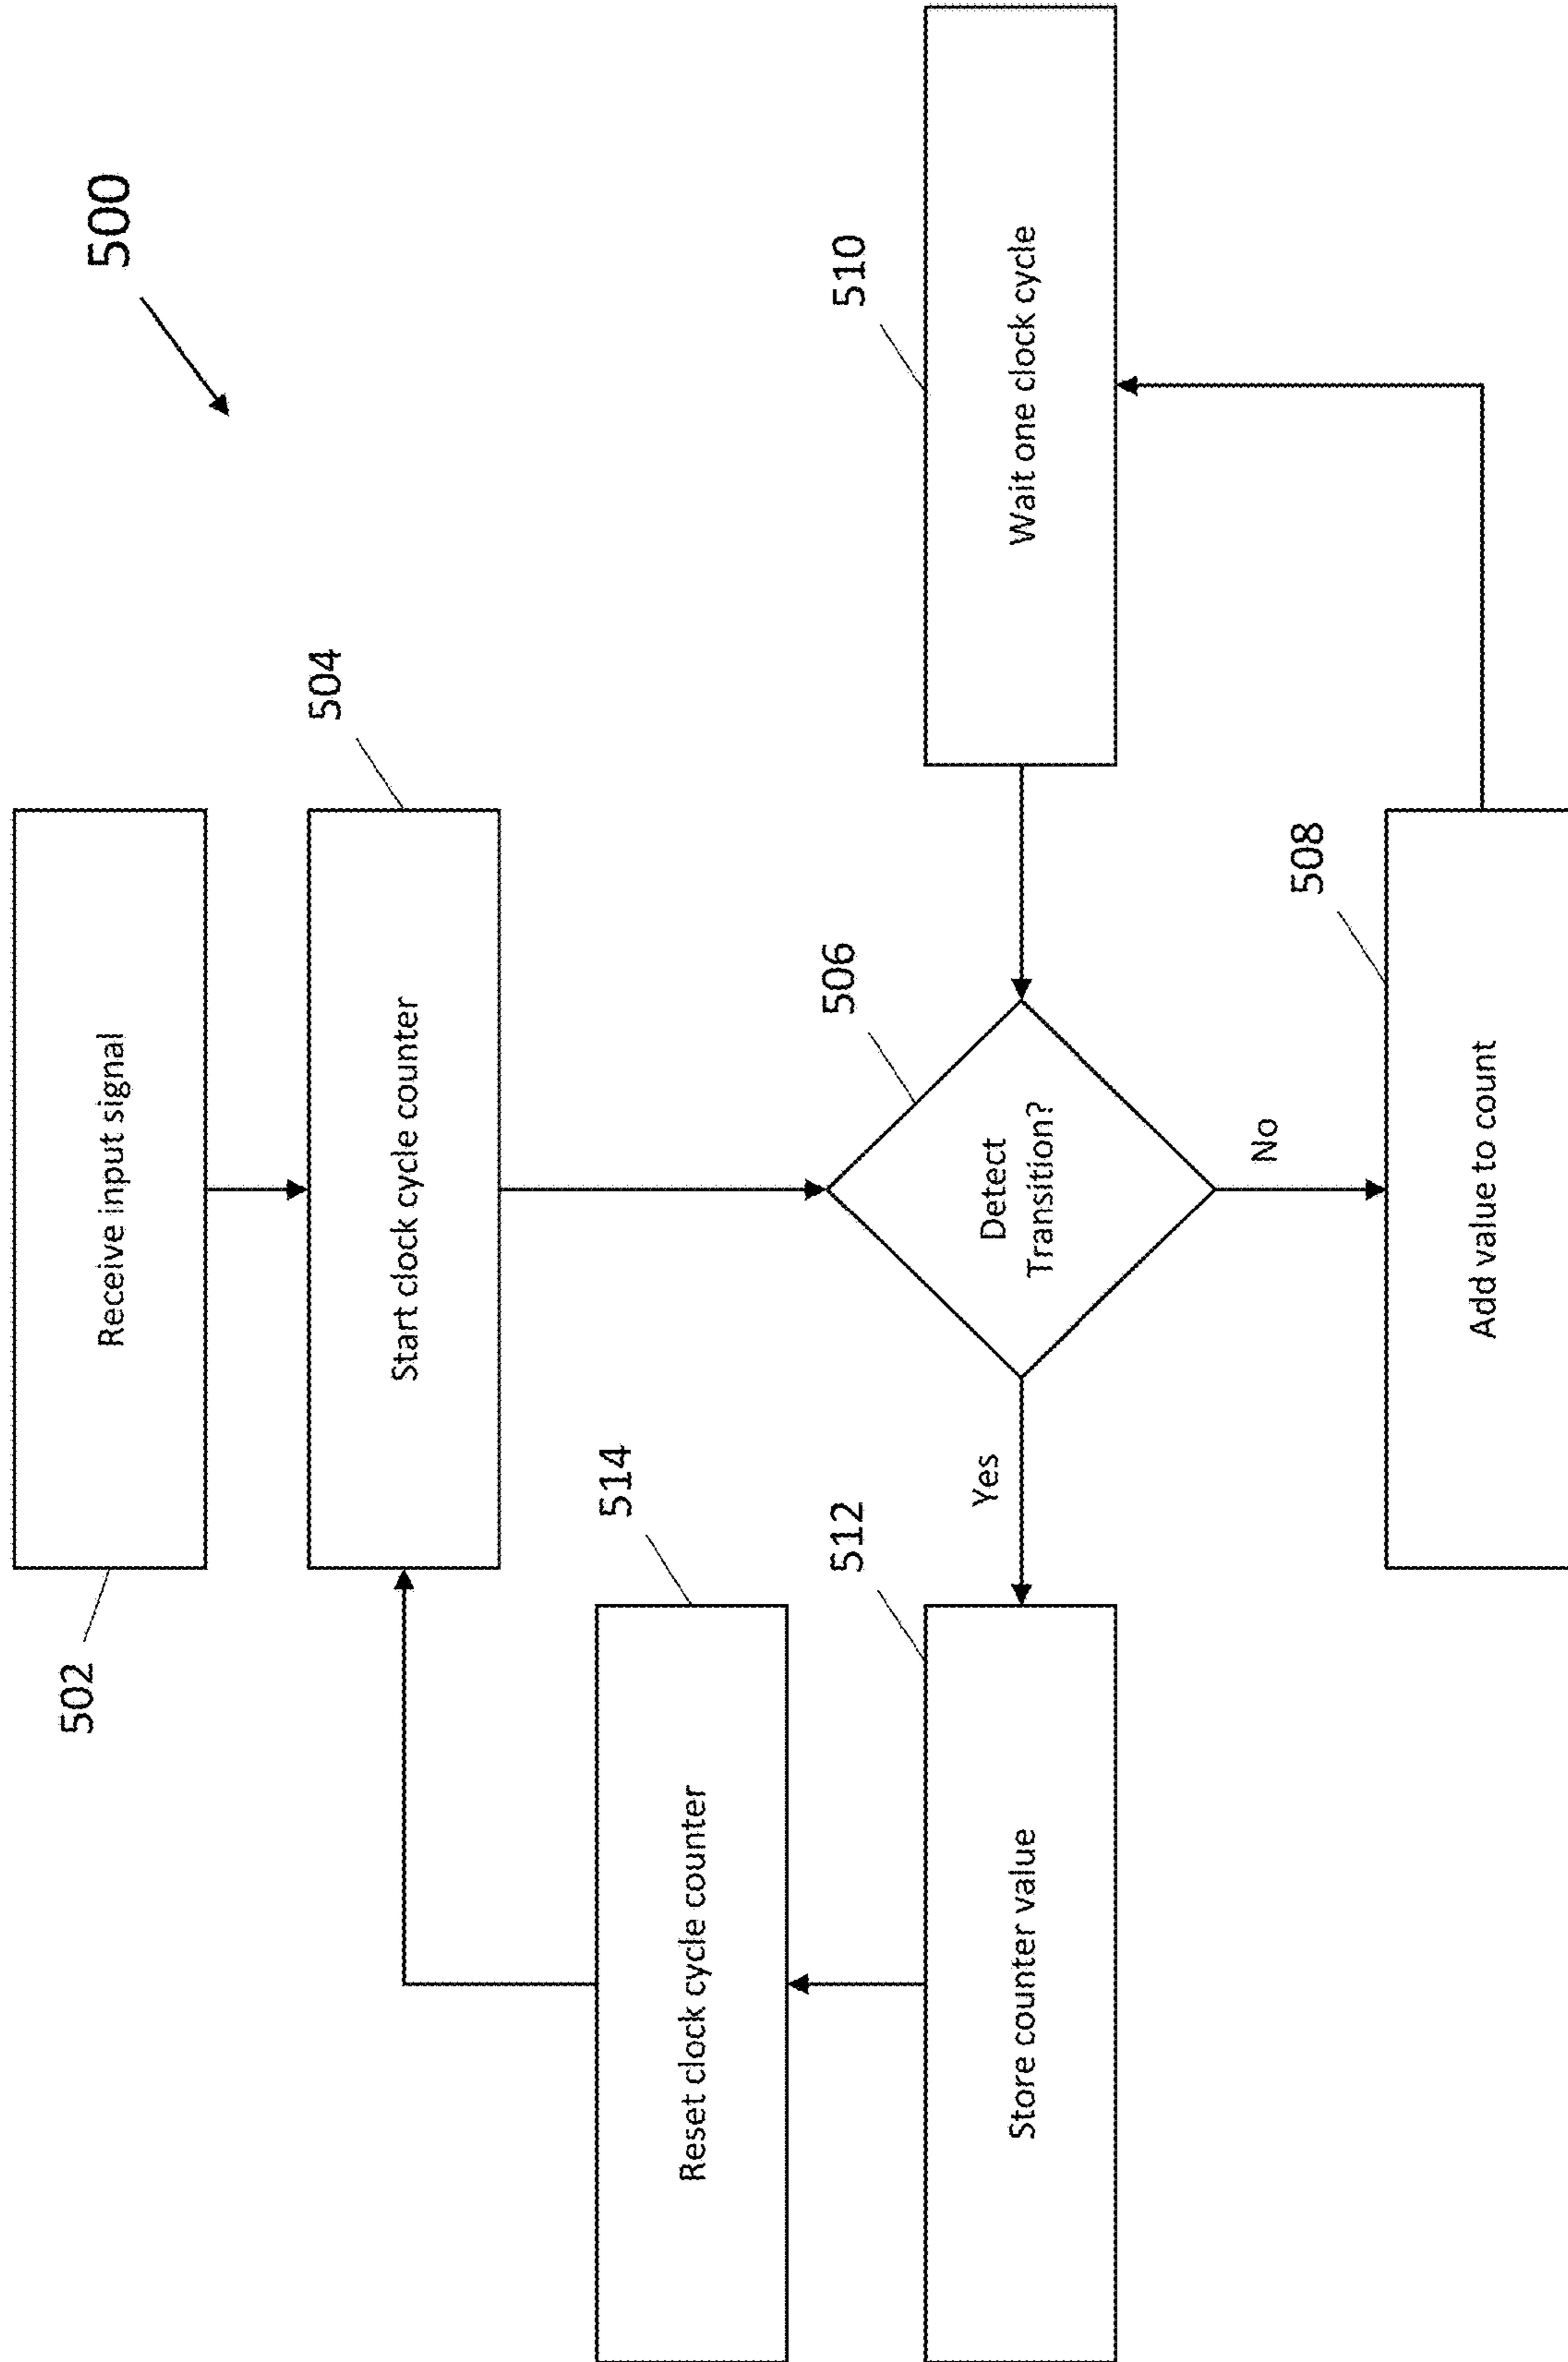 500
502
Receive input signal
504
Start clock cycle counter
506
Detect
Transition?
Yes
No
508
Add value to count
510
Wait one clock cycle
512
Store counter value
514
Reset clock cycle counter